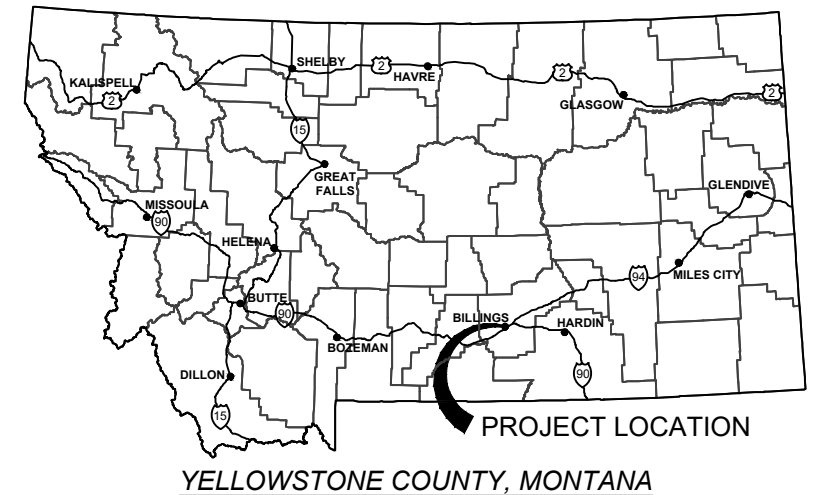 SHELBY
2
HAVRE
2
KALISPELL
2
GLASGOW
2
15
GREAT
FALLS
GLENDIVE
MISSOULA
90
HELENA
94
MILES CITY
BUTTE
90
BILLINGS
HARDIN
BOZEMAN
DILLON
90
15
PROJECT LOCATION
YELLOWSTONE COUNTY, MONTANA